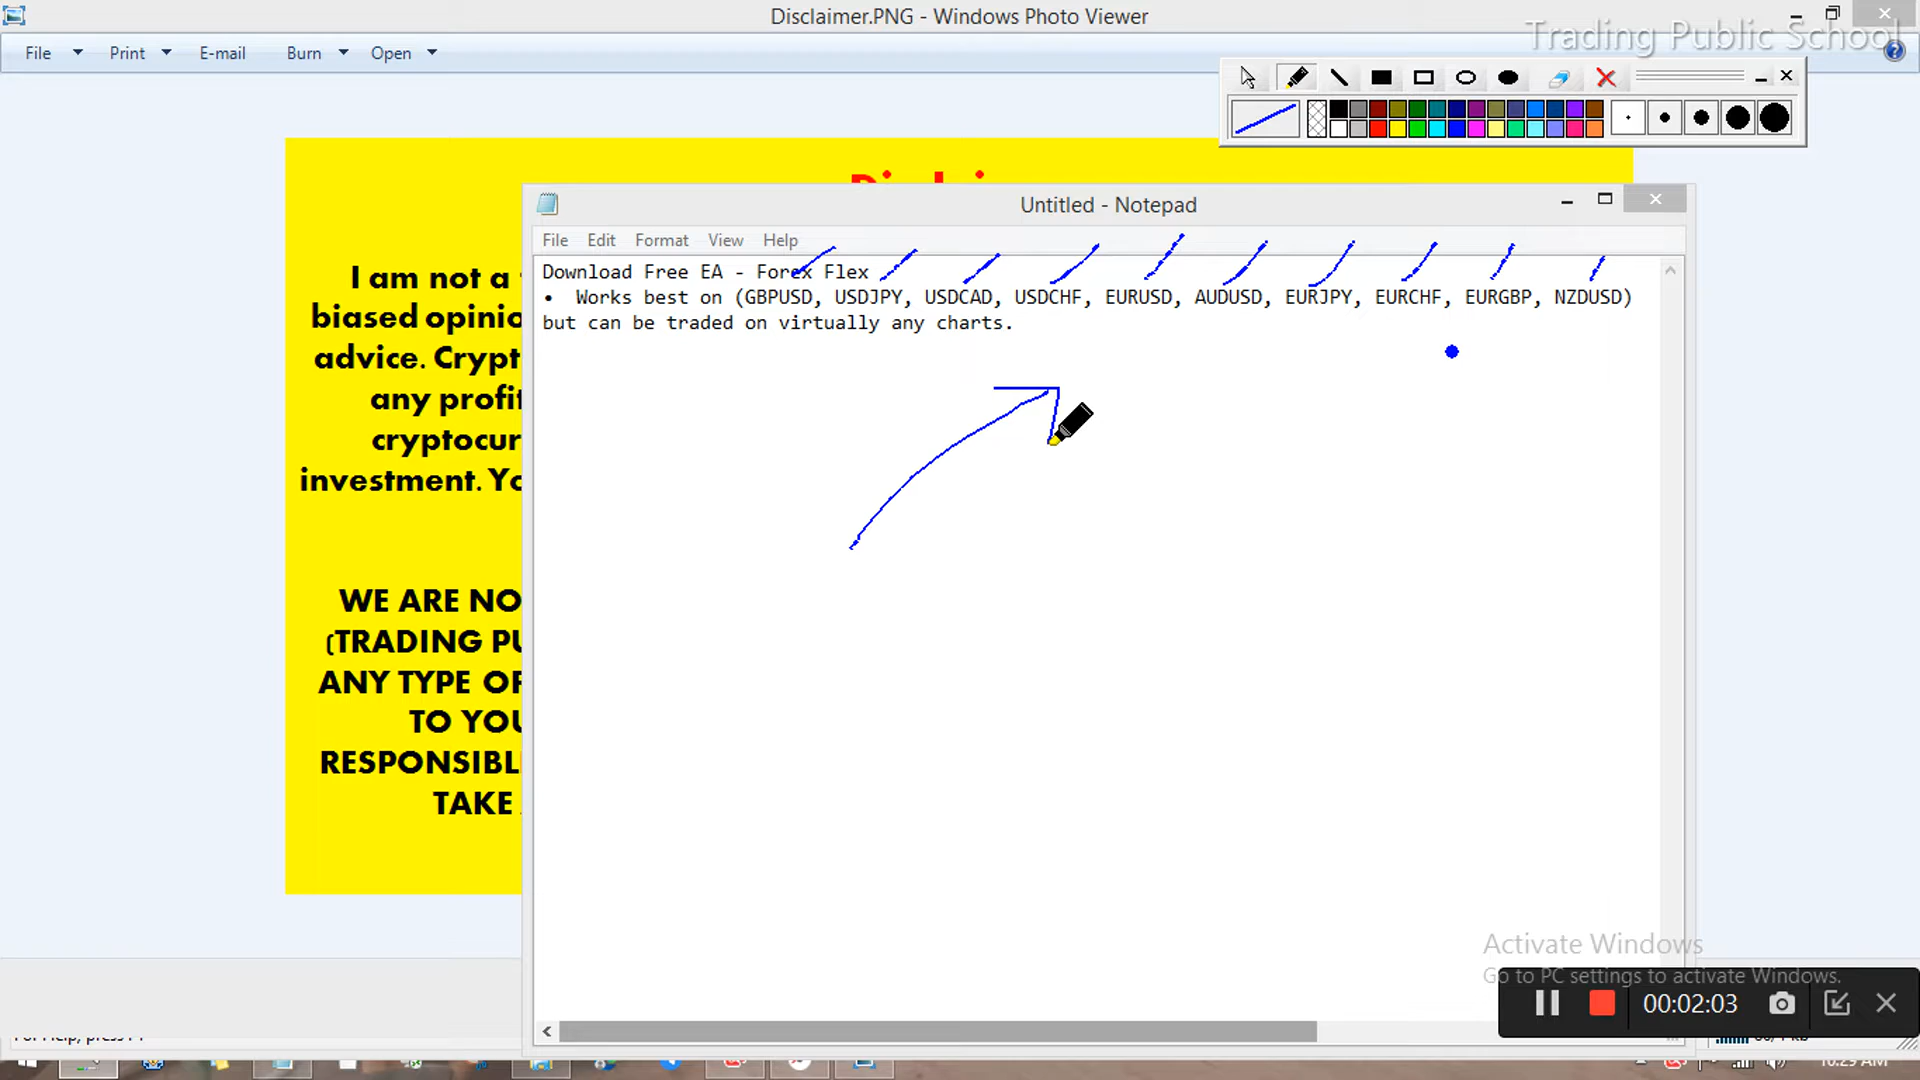 Disclaimer.PNG - Windows Photo Viewer
Trading Public School
File Print E-mail Burn Open
Untitled - Notepad
File Edit Format View Help
Download Free EA - Forex Flex
• Works best on (GBPUSD, USDJPY, USDCAD, USDCHF, EURUSD, AUDUSD, EURJPY, EURCHF, EURGBP, NZDUSD)
but can be traded on virtually any charts.
I am not a
biased opinio
advice. Crypt
any profit
cryptocur
investment. Yo
WE ARE NO
(TRADING PU
ANY TYPE OF
TO YOU
RESPONSIBL
TAKE
Activate Windows
Go to PC settings to activate Windows.
00:02:03
10:29 AM